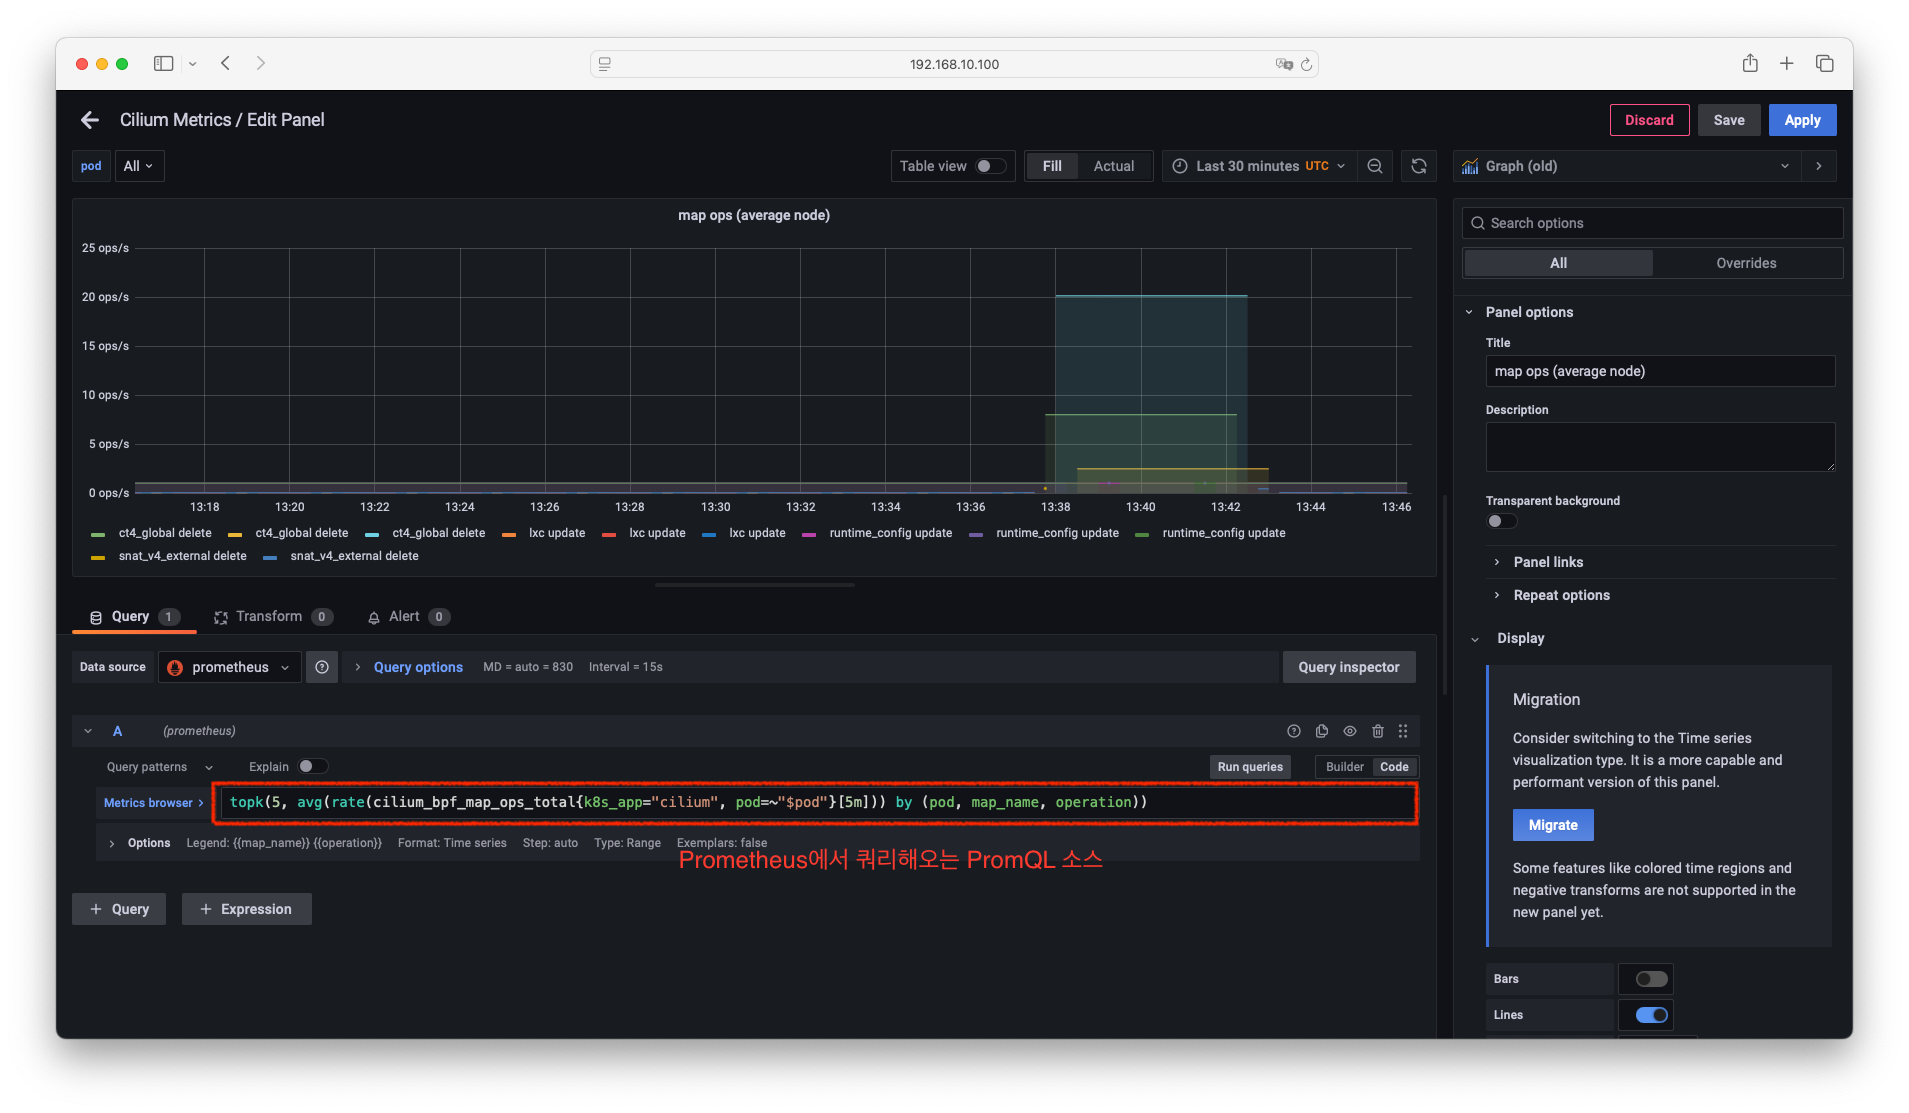 192.168.10.100
Cilium Metrics / Edit Panel
Discard
Save
Apply
pod
All
Table view
Fill
Actual
Last 30 minutes UTC
Graph (old)
map ops (average node)
25 ops/s
20 ops/s
15 ops/s
10 ops/s
5 ops/s
0 ops/s
13:18 13:20 13:22 13:24 13:26 13:28 13:30 13:32 13:34 13:36 13:38 13:40 13:42 13:44 13:46
ct4_global delete ct4_global delete ct4_global delete lxc update lxc update lxc update runtime_config update runtime_config update runtime_config update
snat_v4_external delete snat_v4_external delete
Query 1
Transform 0
Alert 0
Data source
prometheus
Query options
MD = auto = 830
Interval = 15s
Query inspector
A
(prometheus)
Query patterns
Explain
Run queries
Builder
Code
Metrics browser >
topk(5, avg(rate(cilium_bpf_map_ops_total{k8s_app="cilium", pod=~"$pod"}[5m])) by (pod, map_name, operation))
Options
Legend: {{map_name}} {{operation}}
Format: Time series
Step: auto
Type: Range
Exemplars: false
Prometheus에서 쿼리해오는 PromQL 소스
+ Query
+ Expression
Search options
All
Overrides
Panel options
Title
map ops (average node)
Description
Transparent background
Panel links
Repeat options
Display
Migration
Consider switching to the Time series
visualization type. It is a more capable and
performant version of this panel.
Migrate
Some features like colored time regions and
negative transforms are not supported in the
new panel yet.
Bars
Lines